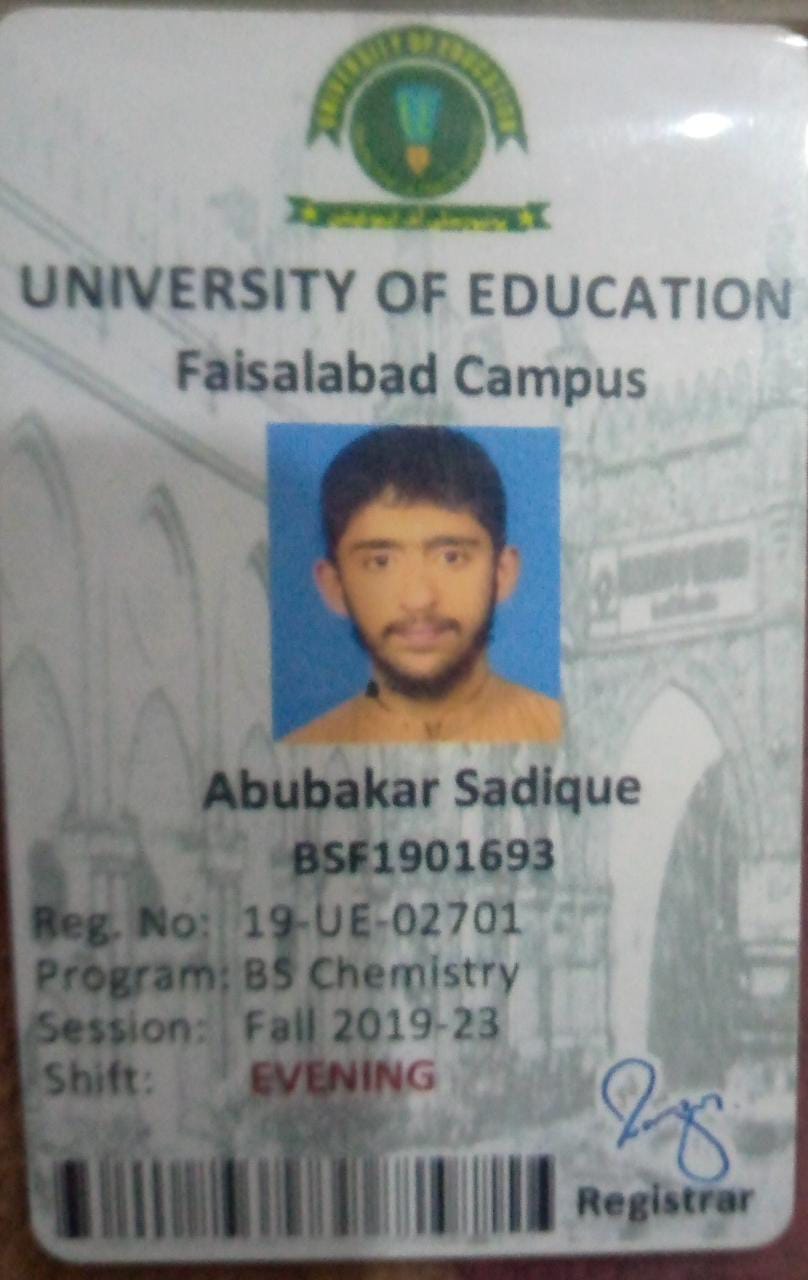 UNIVERSITY OF EDUCATION
UNIVERSITY OF EDUCATION
Faisalabad Campus
Abubakar Sadique
BSF1901693
Reg. No: 19-UE-02701
Program: BS Chemistry
Session: Fall 2019-23
Shift: EVENING
Registrar